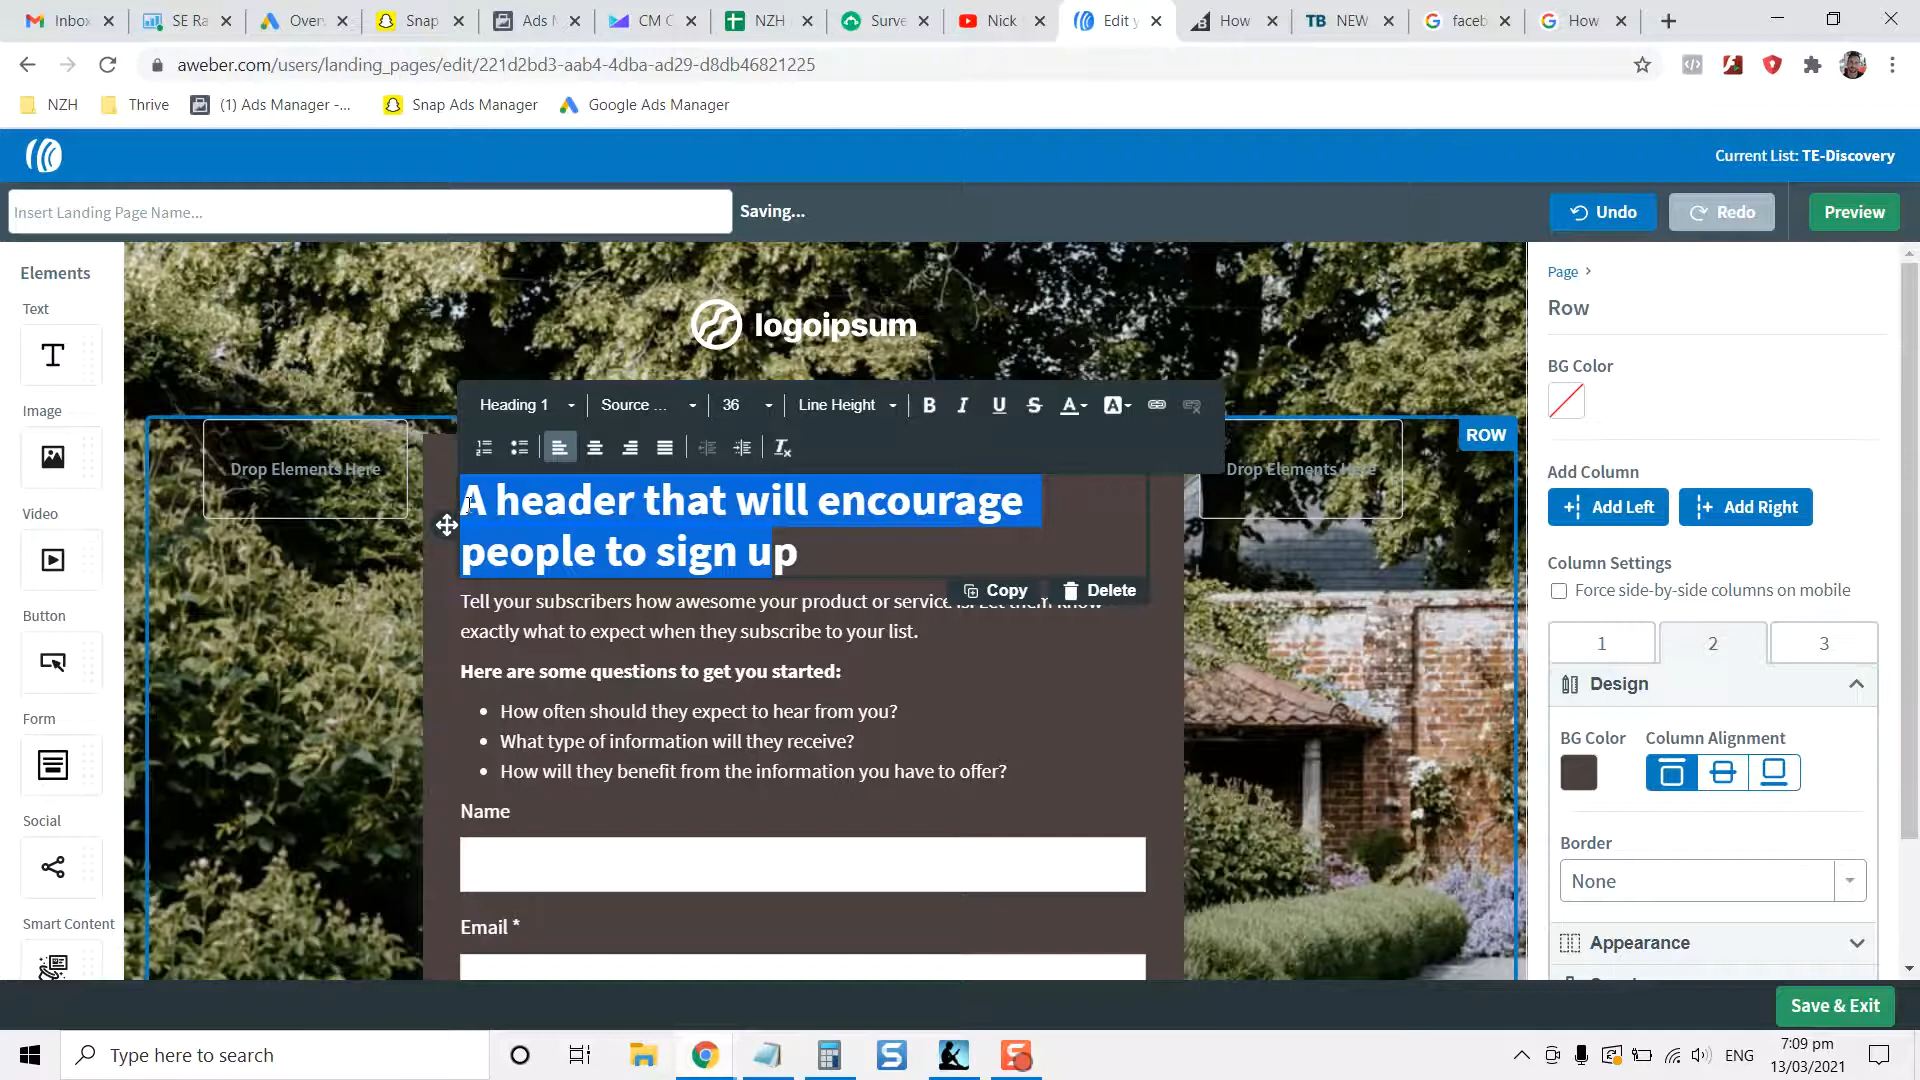 Inbox
SE Ra
Over
Snap
Ads M
CM C
NZH
Surve
Nick
Edit y
How
TB NEW
faceb
How
aweber.com/users/landing_pages/edit/221d2bd3-aab4-4dba-ad29-d8db46821225
NZH
Thrive
(1) Ads Manager -...
Snap Ads Manager
Google Ads Manager
Current List: TE-Discovery
Insert Landing Page Name...
Saving...
Undo
Redo
Preview
Elements
Text
Image
Video
Button
Form
Social
Smart Content
logoipsum
Heading 1
Source ...
36
Line Height
Drop Elements Here
Drop Elements Here
ROW
A header that will encourage
people to sign up
Copy
Delete
Tell your subscribers how awesome your product or service is! Let them know
exactly what to expect when they subscribe to your list.
Here are some questions to get you started:
• How often should they expect to hear from you?
• What type of information will they receive?
• How will they benefit from the information you have to offer?
Name
Email *
Page >
Row
BG Color
Add Column
Add Left
Add Right
Column Settings
Force side-by-side columns on mobile
1
2
3
Design
BG Color
Column Alignment
Border
None
Appearance
Save & Exit
Type here to search
ENG
7:09 pm
13/03/2021